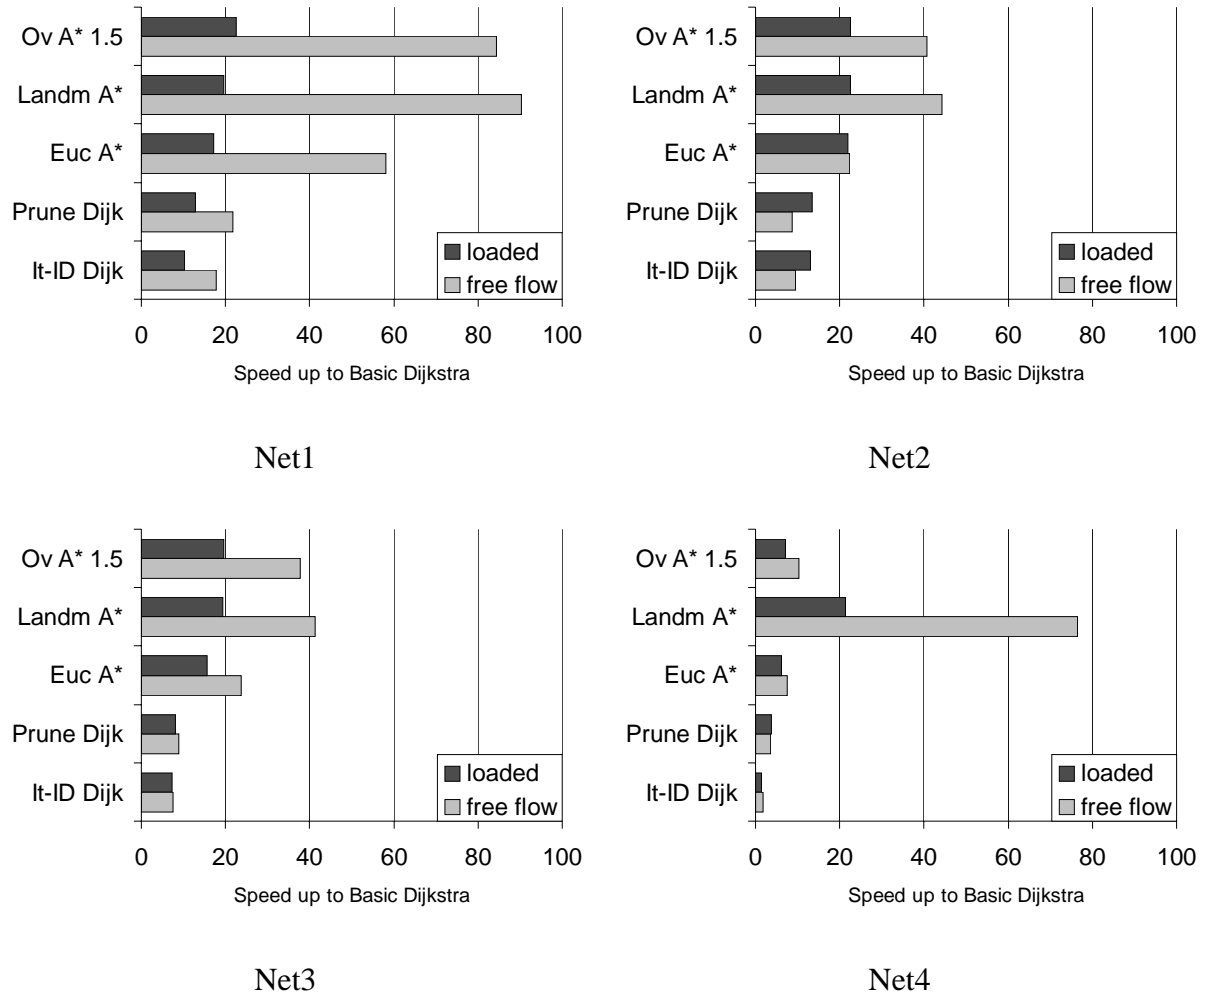 Ov A* 1.5
Landm A*
Euc A*
Prune Dijk
It-ID Dijk
loaded
free flow
0 20 40 60 80 100
Speed up to Basic Dijkstra
Net1
Ov A* 1.5
Landm A*
Euc A*
Prune Dijk
It-ID Dijk
loaded
free flow
0 20 40 60 80 100
Speed up to Basic Dijkstra
Net2
Ov A* 1.5
Landm A*
Euc A*
Prune Dijk
It-ID Dijk
loaded
free flow
0 20 40 60 80 100
Speed up to Basic Dijkstra
Net3
Ov A* 1.5
Landm A*
Euc A*
Prune Dijk
It-ID Dijk
loaded
free flow
0 20 40 60 80 100
Speed up to Basic Dijkstra
Net4